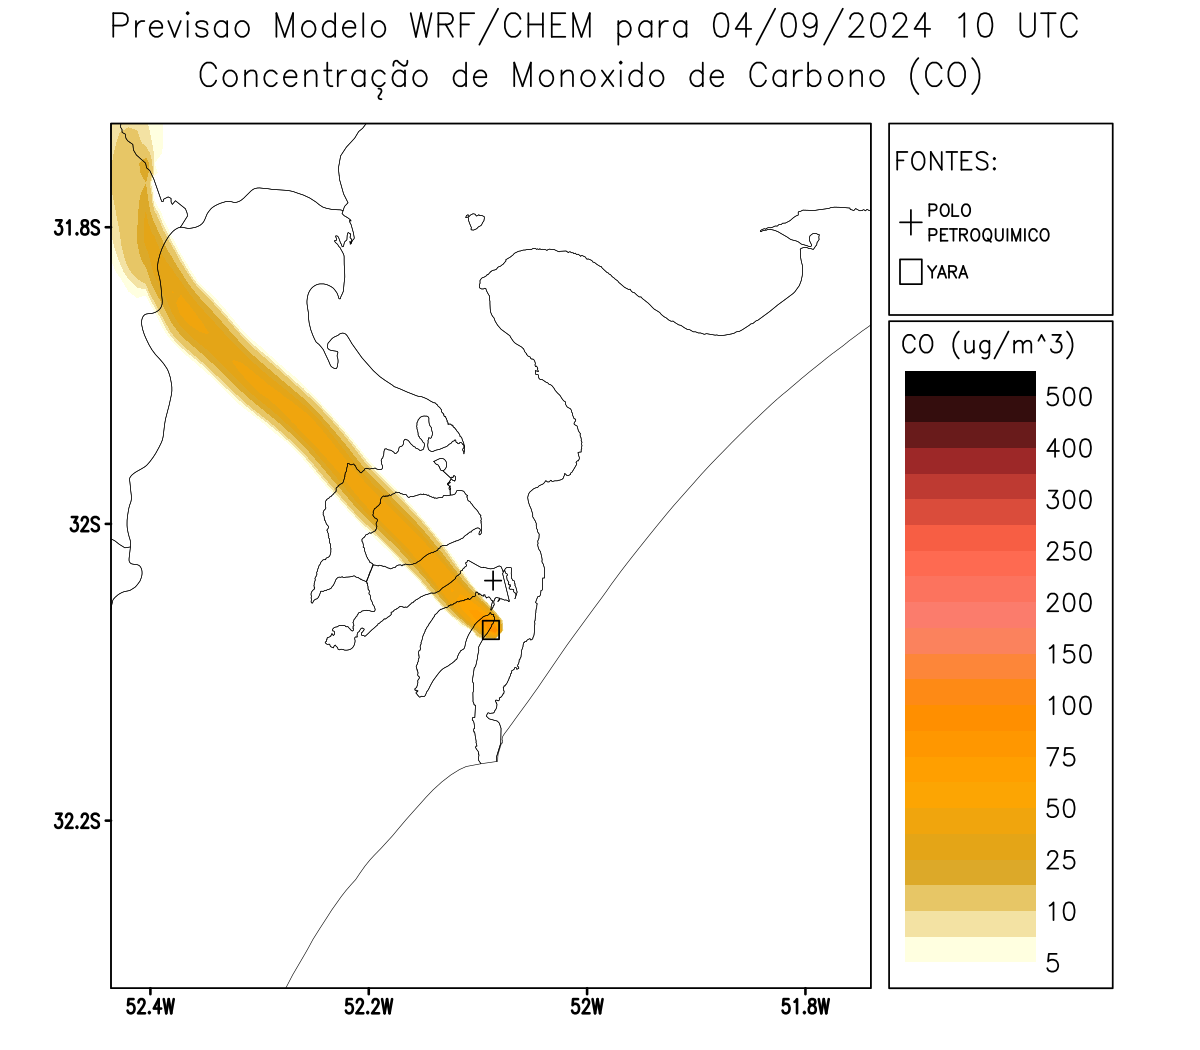 Previsao Modelo WRF/CHEM para 04/09/2024 10 UTC
Concentração de Monoxido de Carbono (CO)
FONTES:
POLO
PETROQUIMICO
YARA
CO (ug/m^3)
500
400
300
250
200
150
100
75
50
25
10
5
31.8S
32S
32.2S
52.4W
52.2W
52W
51.8W